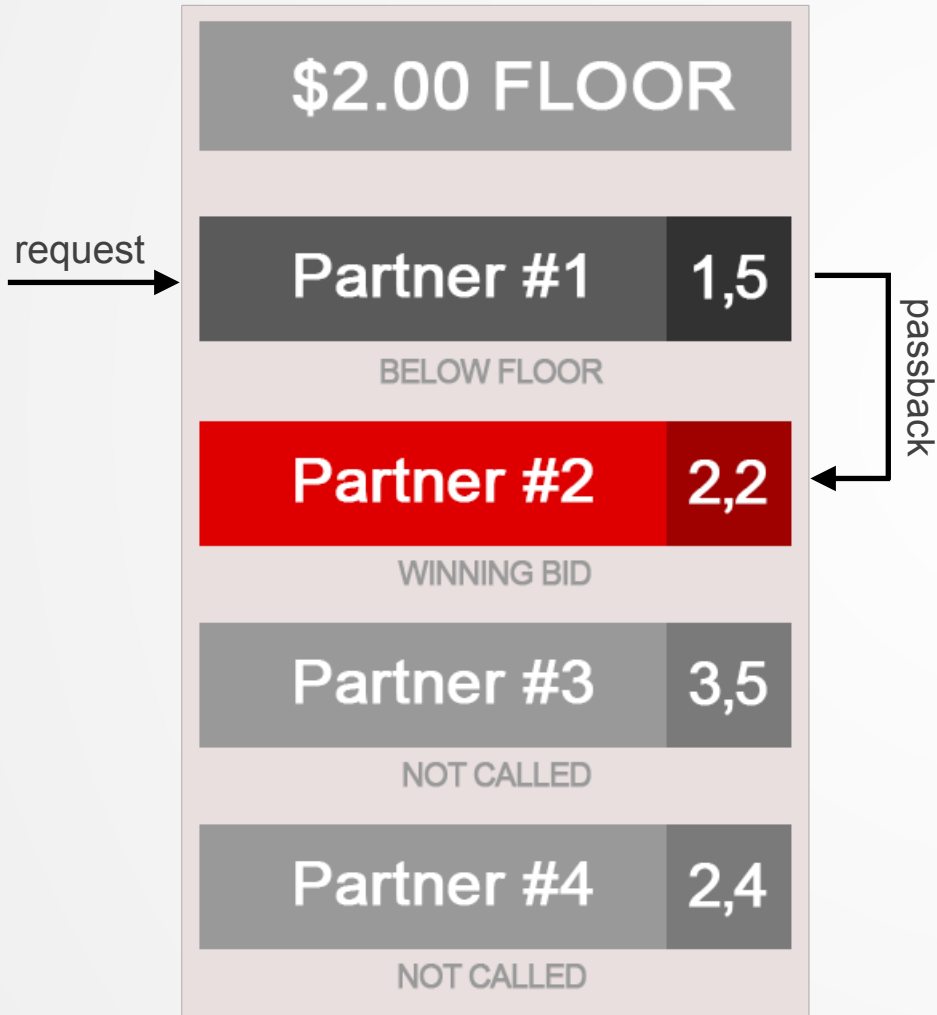 $2.00 FLOOR
request
Partner #1 1,5
BELOW FLOOR
passback
Partner #2 2,2
WINNING BID
Partner #3 3,5
NOT CALLED
Partner #4 2,4
NOT CALLED